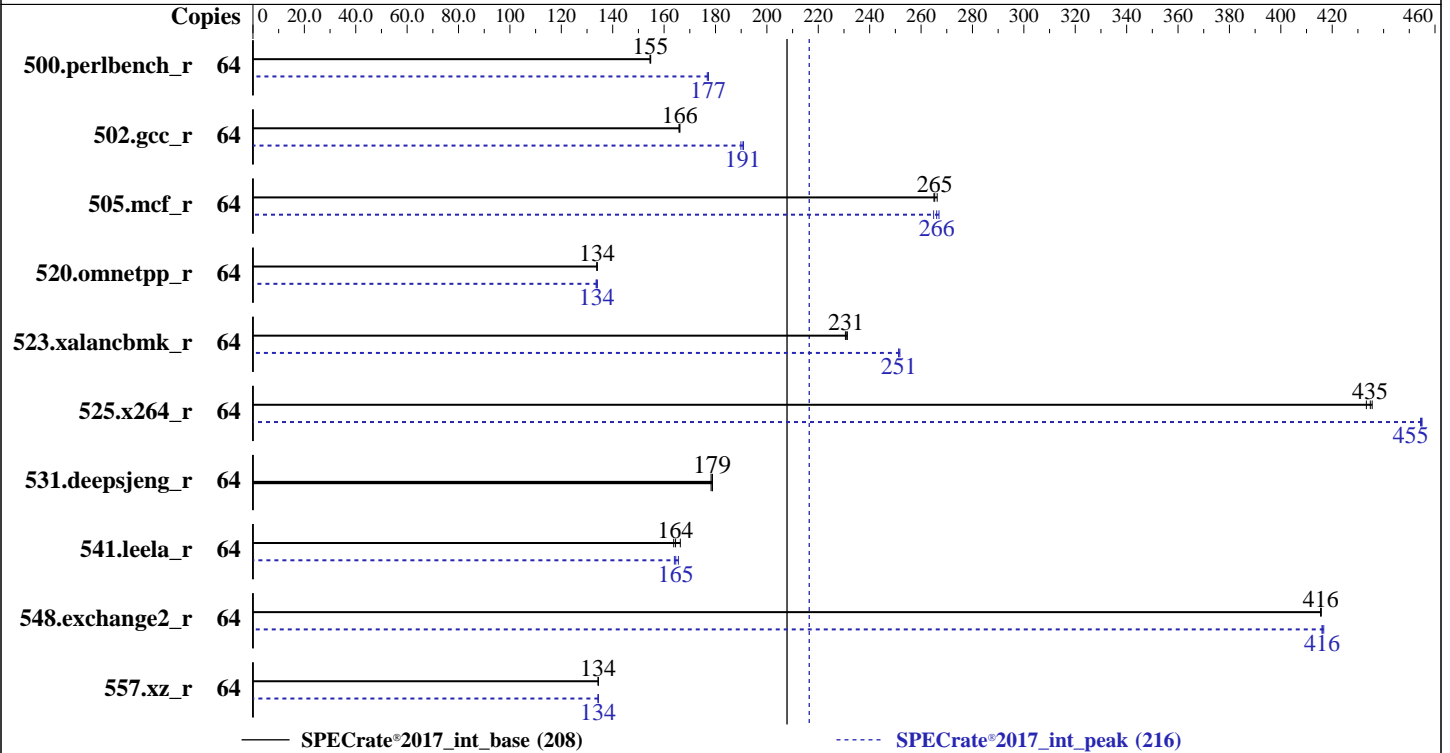 Copies 0 20.0 40.0 60.0 80.0 100 120 140 160 180 200 220 240 260 280 300 320 340 360 380 400 420 460
155
500.perlbench_r 64
177
166
502.gcc_r 64
191
265
505.mcf_r 64
266
134
520.omnetpp_r 64
134
231
523.xalancbmk_r 64
251
435
525.x264_r 64
455
179
531.deepsjeng_r 64
164
541.leela_r 64
165
416
548.exchange2_r 64
416
134
557.xz_r 64
134
SPECrate®2017_int_base (208) SPECrate®2017_int_peak (216)